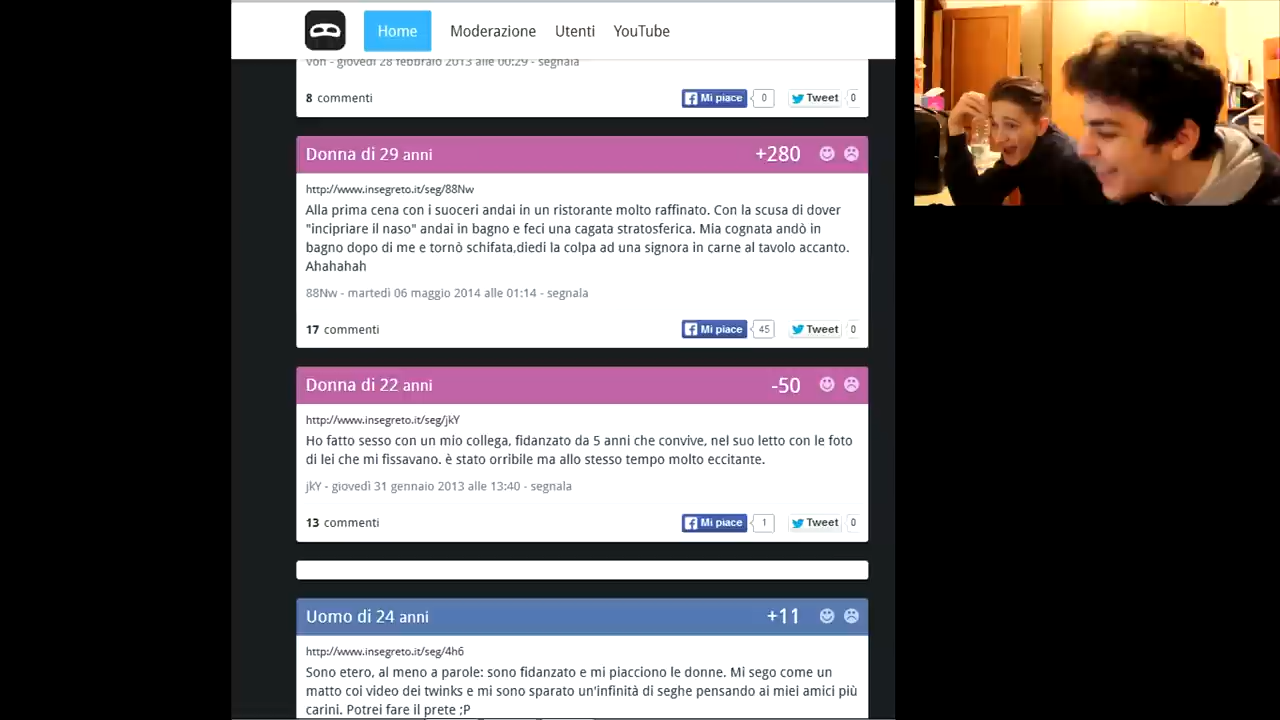 Home Moderazione Utenti YouTube
von - giovedì 28 febbraio 2013 alle 00:29 - segnala
8 commenti Mi piace 0 Tweet 0
Donna di 29 anni +280
http://www.insegreto.it/seg/88Nw
Alla prima cena con i suoceri andai in un ristorante molto raffinato. Con la scusa di dover
"incipriare il naso" andai in bagno e feci una cagata stratosferica. Mia cognata andò in
bagno dopo di me e tornò schifata,diedi la colpa ad una signora in carne al tavolo accanto.
Ahahahah
88Nw - martedì 06 maggio 2014 alle 01:14 - segnala
17 commenti Mi piace 45 Tweet 0
Donna di 22 anni -50
http://www.insegreto.it/seg/jkY
Ho fatto sesso con un mio collega, fidanzato da 5 anni che convive, nel suo letto con le foto
di lei che mi fissavano. è stato orribile ma allo stesso tempo molto eccitante.
jkY - giovedì 31 gennaio 2013 alle 13:40 - segnala
13 commenti Mi piace 1 Tweet 0
Uomo di 24 anni +11
http://www.insegreto.it/seg/4h6
Sono etero, al meno a parole: sono fidanzato e mi piacciono le donne. Mi sego come un
matto coi video dei twinks e mi sono sparato un'infinità di seghe pensando ai miei amici più
carini. Potrei fare il prete ;P